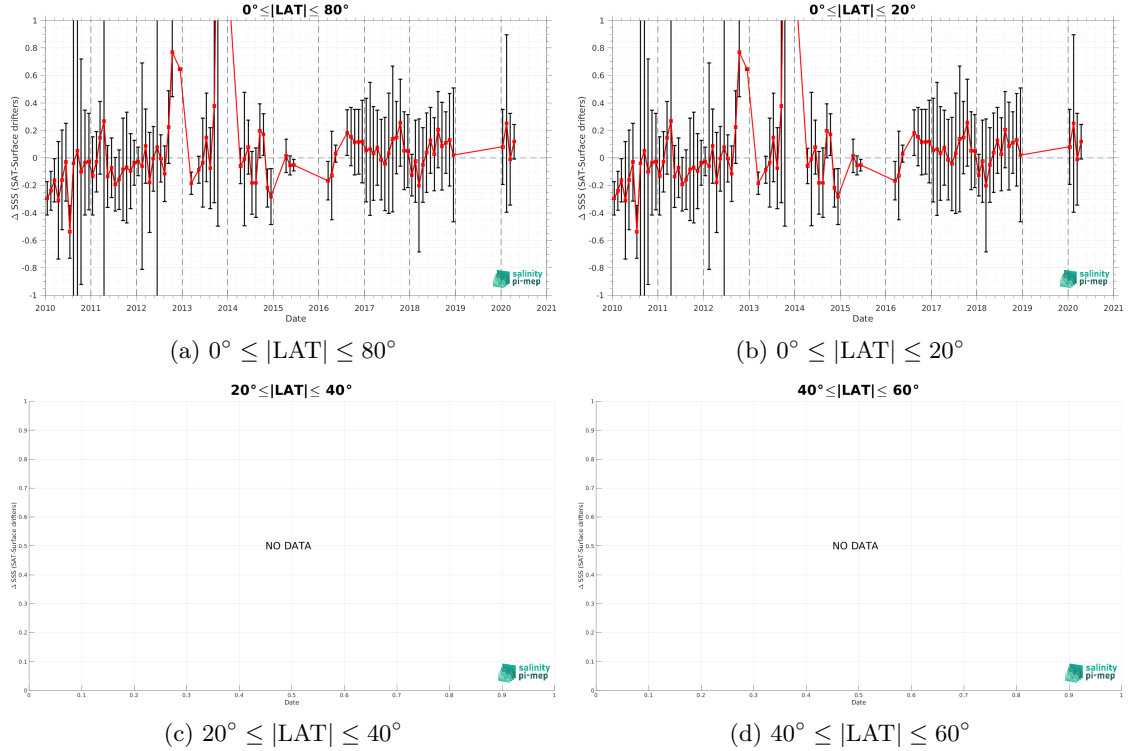 0°≤|LAT|≤ 80°
Δ SSS (SAT-Surface drifters)
1
0.8
0.6
0.4
0.2
0
-0.2
-0.4
-0.6
-0.8
-1
2010 2011 2012 2013 2014 2015 2016 2017 2018 2019 2020 2021
Date
salinity
pi-mep
(a) 0° ≤ |LAT| ≤ 80°
0°≤|LAT|≤ 20°
Δ SSS (SAT-Surface drifters)
1
0.8
0.6
0.4
0.2
0
-0.2
-0.4
-0.6
-0.8
-1
2010 2011 2012 2013 2014 2015 2016 2017 2018 2019 2020 2021
Date
salinity
pi-mep
(b) 0° ≤ |LAT| ≤ 20°
20°≤|LAT|≤ 40°
Δ SSS (SAT-Surface drifters)
1
0.9
0.8
0.7
0.6
0.5
0.4
0.3
0.2
0.1
0
NO DATA
0 0.1 0.2 0.3 0.4 0.5 0.6 0.7 0.8 0.9 1
Date
salinity
pi-mep
(c) 20° ≤ |LAT| ≤ 40°
40°≤|LAT|≤ 60°
Δ SSS (SAT-Surface drifters)
1
0.9
0.8
0.7
0.6
0.5
0.4
0.3
0.2
0.1
0
NO DATA
0 0.1 0.2 0.3 0.4 0.5 0.6 0.7 0.8 0.9 1
Date
salinity
pi-mep
(d) 40° ≤ |LAT| ≤ 60°